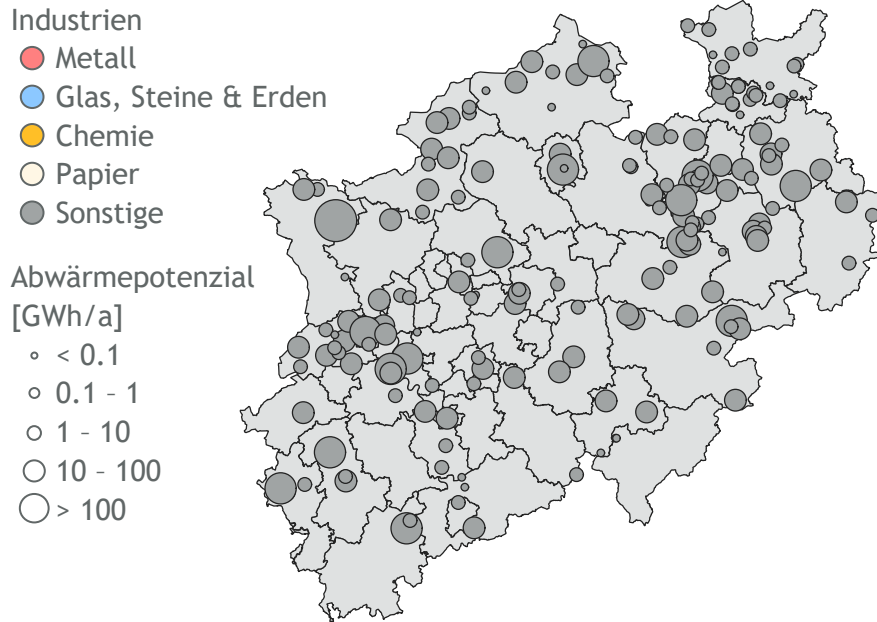 Industrien
Metall
Glas, Steine & Erden
Chemie
Papier
Sonstige
Abwärmepotenzial
[GWh/a]
< 0.1
0.1 – 1
1 – 10
10 – 100
> 100